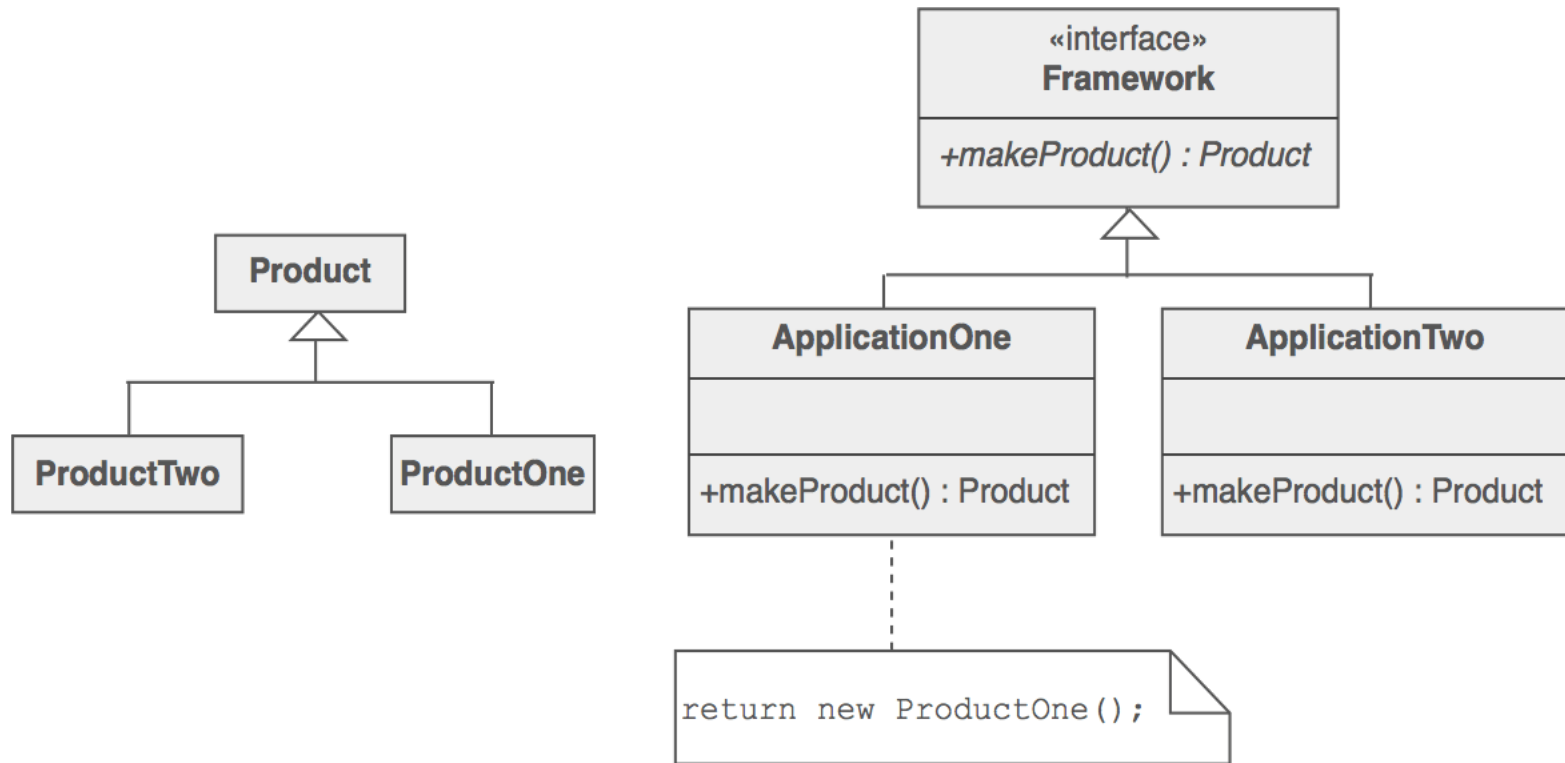 «interface»
Framework
+makeProduct() : Product
Product
ProductTwo
ProductOne
ApplicationOne
+makeProduct() : Product
ApplicationTwo
+makeProduct() : Product
return new ProductOne();